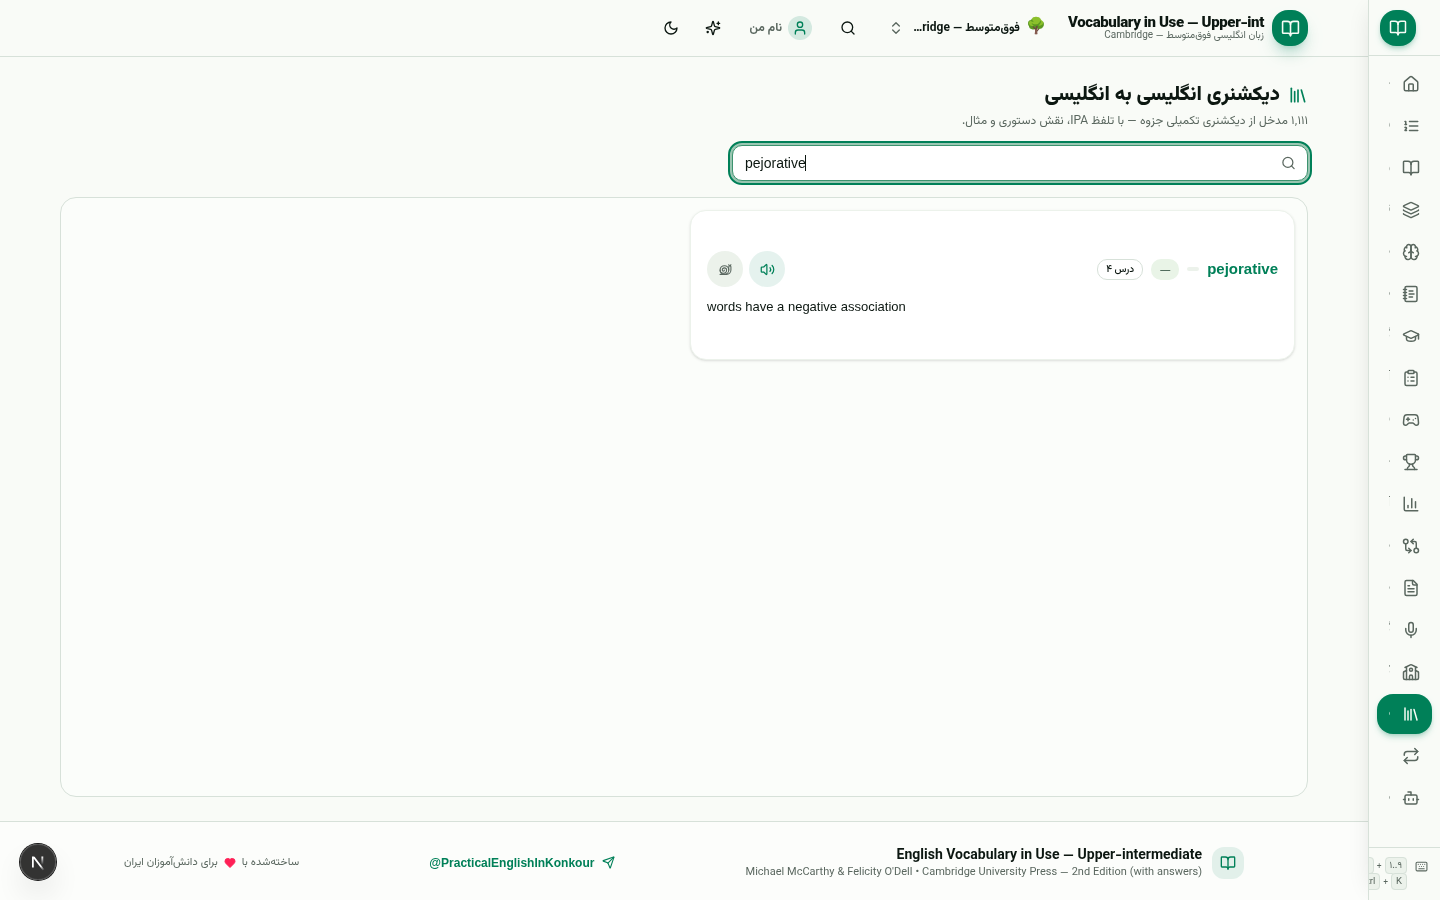 Vocabulary in Use — Upper-int
زبان انگلیسی فوق‌متوسط — Cambridge
فوق‌متوسط — ridge...
نام من
دیکشنری انگلیسی به انگلیسی
۱,۱۱۱ مدخل از دیکشنری تکمیلی جزوه — با تلفظ IPA، نقش دستوری و مثال.
pejorative
pejorative — درس ۴
words have a negative association
English Vocabulary in Use — Upper-intermediate
Michael McCarthy & Felicity O'Dell • Cambridge University Press — 2nd Edition (with answers)
@PracticalEnglishInKonkour
ساخته‌شده با برای دانش‌آموزان ایران
N
+ ۱..۹
+ K